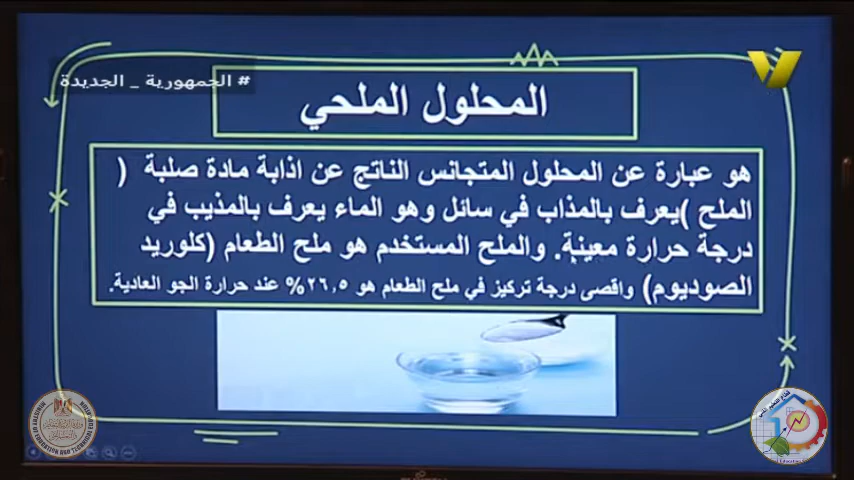 # الجمهورية _ الجديدة
المحلول الملحي
هو عبارة عن المحلول المتجانس الناتج عن اذابة مادة صلبة (
الملح )يعرف بالمذاب في سائل وهو الماء يعرف بالمذيب في
درجة حرارة معينة. والملح المستخدم هو ملح الطعام (كلوريد
الصوديوم) واقصى درجة تركيز في ملح الطعام هو ٢٦,٥% عند حرارة الجو العادية.